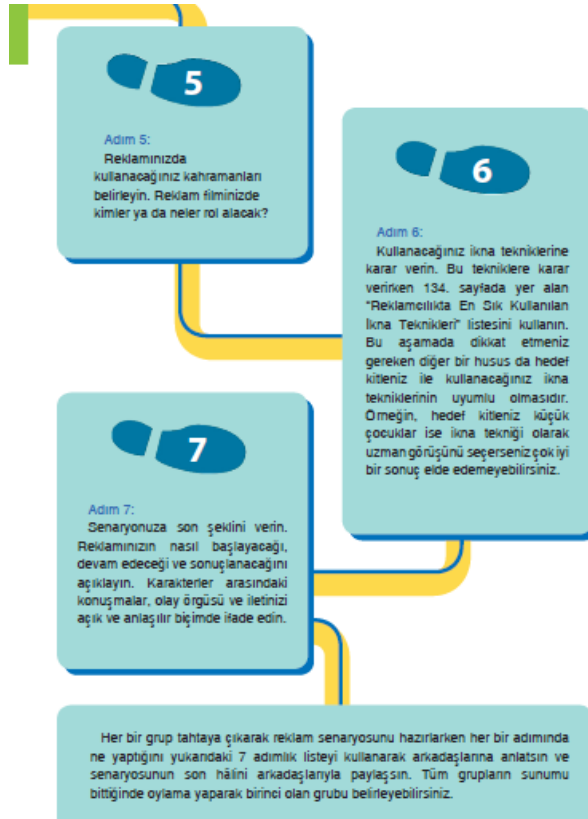 5
Adım 5:
Reklamınızda
kullanacağınız kahramanları
belirleyin. Reklam filminizde
kimler ya da neler rol alacak?
6
Adım 6:
Kullanacağınız ikna tekniklerine
karar verin. Bu tekniklere karar
verirken 134. sayfada yer alan
"Reklamcılıkta En Sık Kullanılan
İkna Teknikleri" listesini kullanın.
Bu aşamada dikkat etmeniz
gereken diğer bir husus da hedef
kitleniz ile kullanacağınız ikna
tekniklerinin uyumlu olmasıdır.
Örneğin, hedef kitleniz küçük
çocuklar ise ikna tekniği olarak
uzman görüşünü seçerseniz çok iyi
bir sonuç elde edemeyebilirsiniz.
7
Adım 7:
Senaryonuza son şeklini verin.
Reklamınızın nasıl başlayacağı,
devam edeceği ve sonuçlanacağını
açıklayın. Karakterler arasındaki
konuşmalar, olay örgüsü ve iletinizi
açık ve anlaşılır biçimde ifade edin.
Her bir grup tahtaya çıkarak reklam senaryosunu hazırlarken her bir adımında
ne yaptığını yukarıdaki 7 adımlık listeyi kullanarak arkadaşlarına anlatsın ve
senaryosunun son hâlini arkadaşlarıyla paylaşsın. Tüm grupların sunumu
bittiğinde oylama yaparak birinci olan grubu belirleyebilirsiniz.